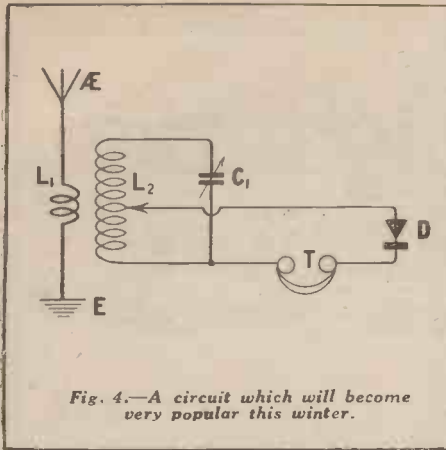 Æ
L₁
L₂
C₁
D
T
E
Fig. 4.—A circuit which will become
very popular this winter.